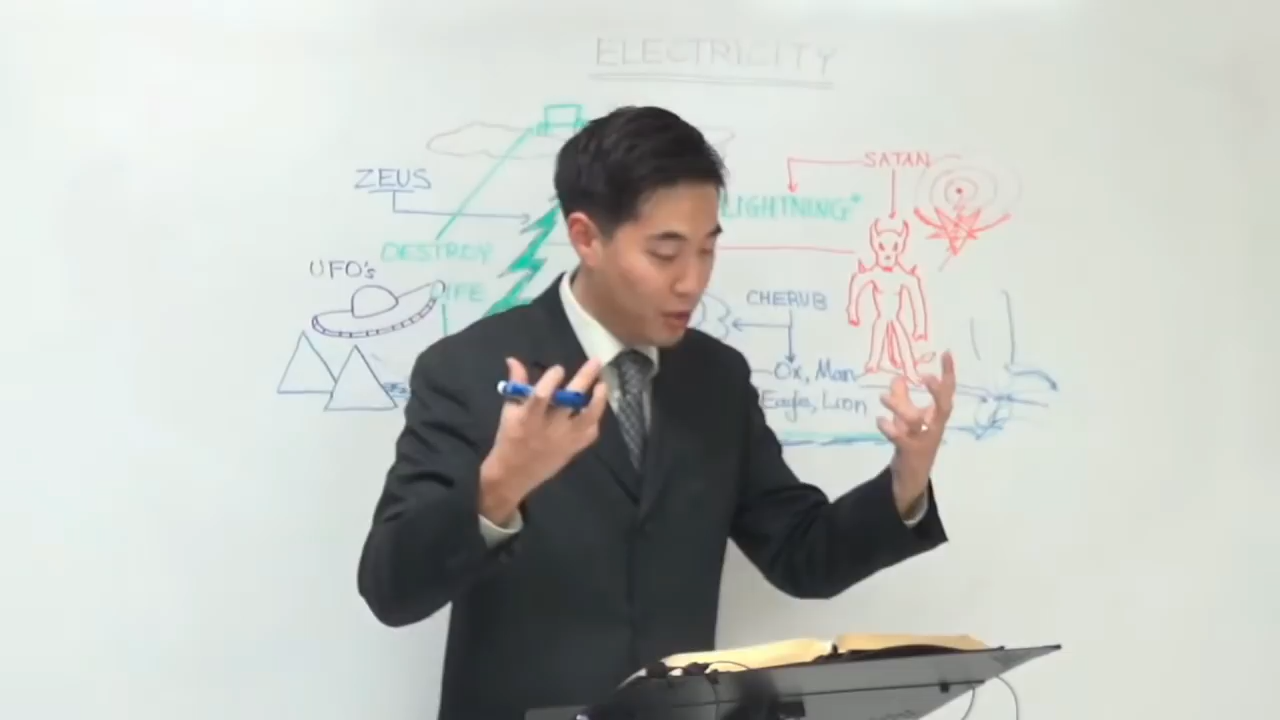 ELECTRICITY
SATAN
ZEUS
LIGHTNING*
DESTROY
UFO'S
CHERUB
Ox, Man
Eagle, Lion